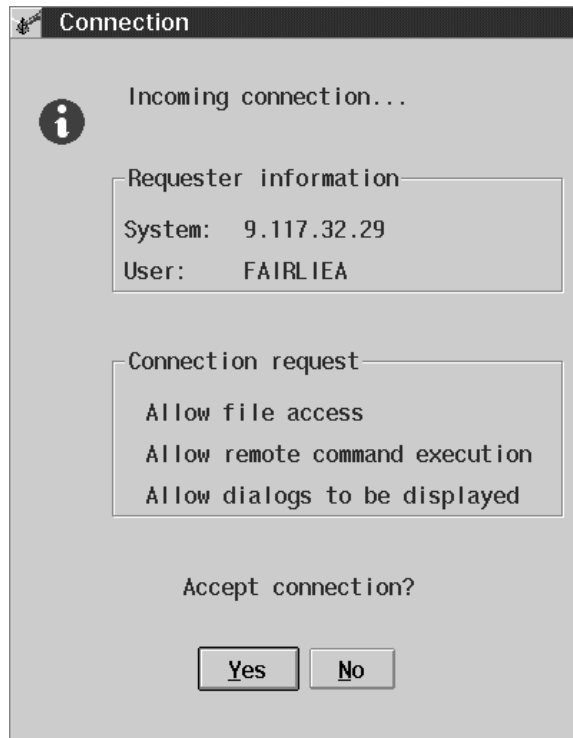 Connection
Incoming connection...
Requester information
System: 9.117.32.29
User: FAIRLIEA
Connection request
Allow file access
Allow remote command execution
Allow dialogs to be displayed
Accept connection?
Yes No